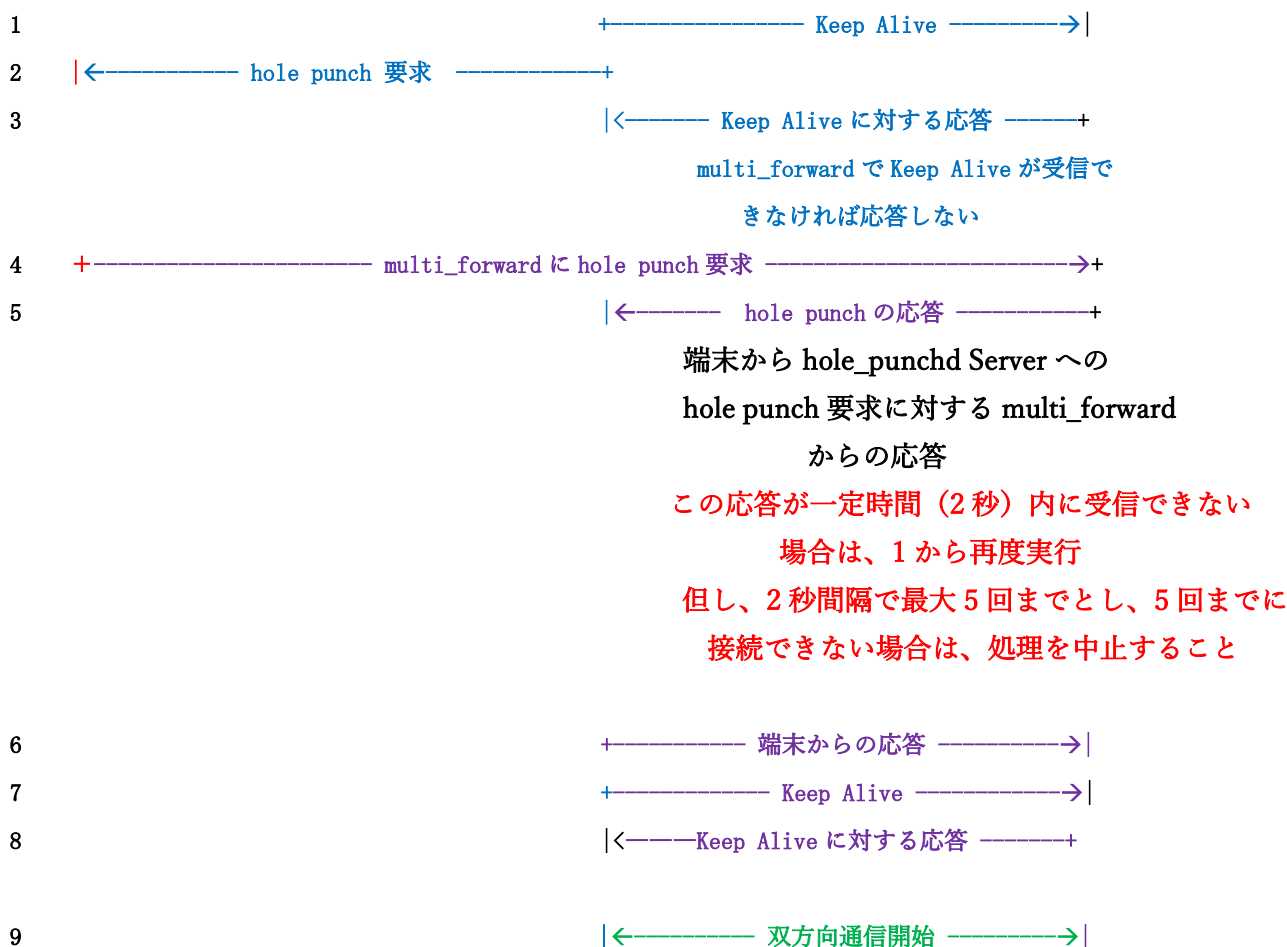 1 +---------------- Keep Alive ---------→|
2 |←----------- hole punch 要求 ------------+
3 |<------- Keep Alive に対する応答 ------+
multi_forward で Keep Alive が受信で
きなければ応答しない
4 +----------------------- multi_forward に hole punch 要求 -------------------------→+
5 |←------- hole punch の応答 -----------+
端末から hole_punchd Server への
hole punch 要求に対する multi_forward
からの応答
この応答が一定時間（2 秒）内に受信できない
場合は、1 から再度実行
但し、2 秒間隔で最大 5 回までとし、5 回までに
接続できない場合は、処理を中止すること
6 +----------- 端末からの応答 ----------→|
7 +------------- Keep Alive ------------→|
8 |<———Keep Alive に対する応答 -------+
9 |←---------- 双方向通信開始 ---------→|